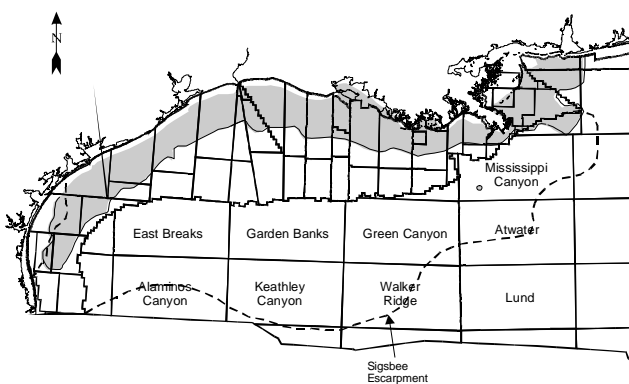 N
Mississippi
Canyon
East Breaks
Garden Banks
Green Canyon
Atwater
Alaminos
Canyon
Keathley
Canyon
Walker
Ridge
Lund
Sigsbee
Escarpment